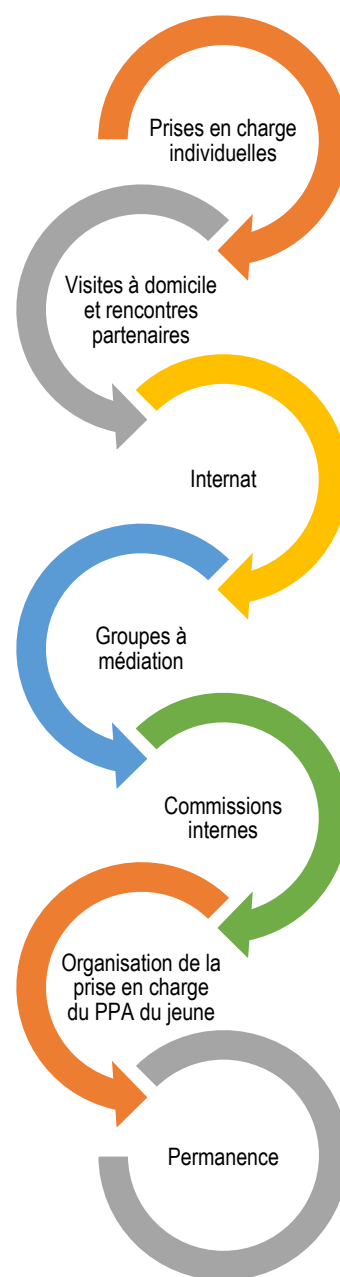 Prises en charge
individuelles
Visites à domicile
et rencontres
partenaires
Internat
Groupes à
médiation
Commissions
internes
Organisation de la
prise en charge
du PPA du jeune
Permanence